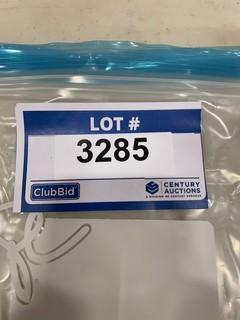 LOT #
3285
ClubBid
CENTURY
AUCTIONS
A DIVISION OF CENTURY SERVICES